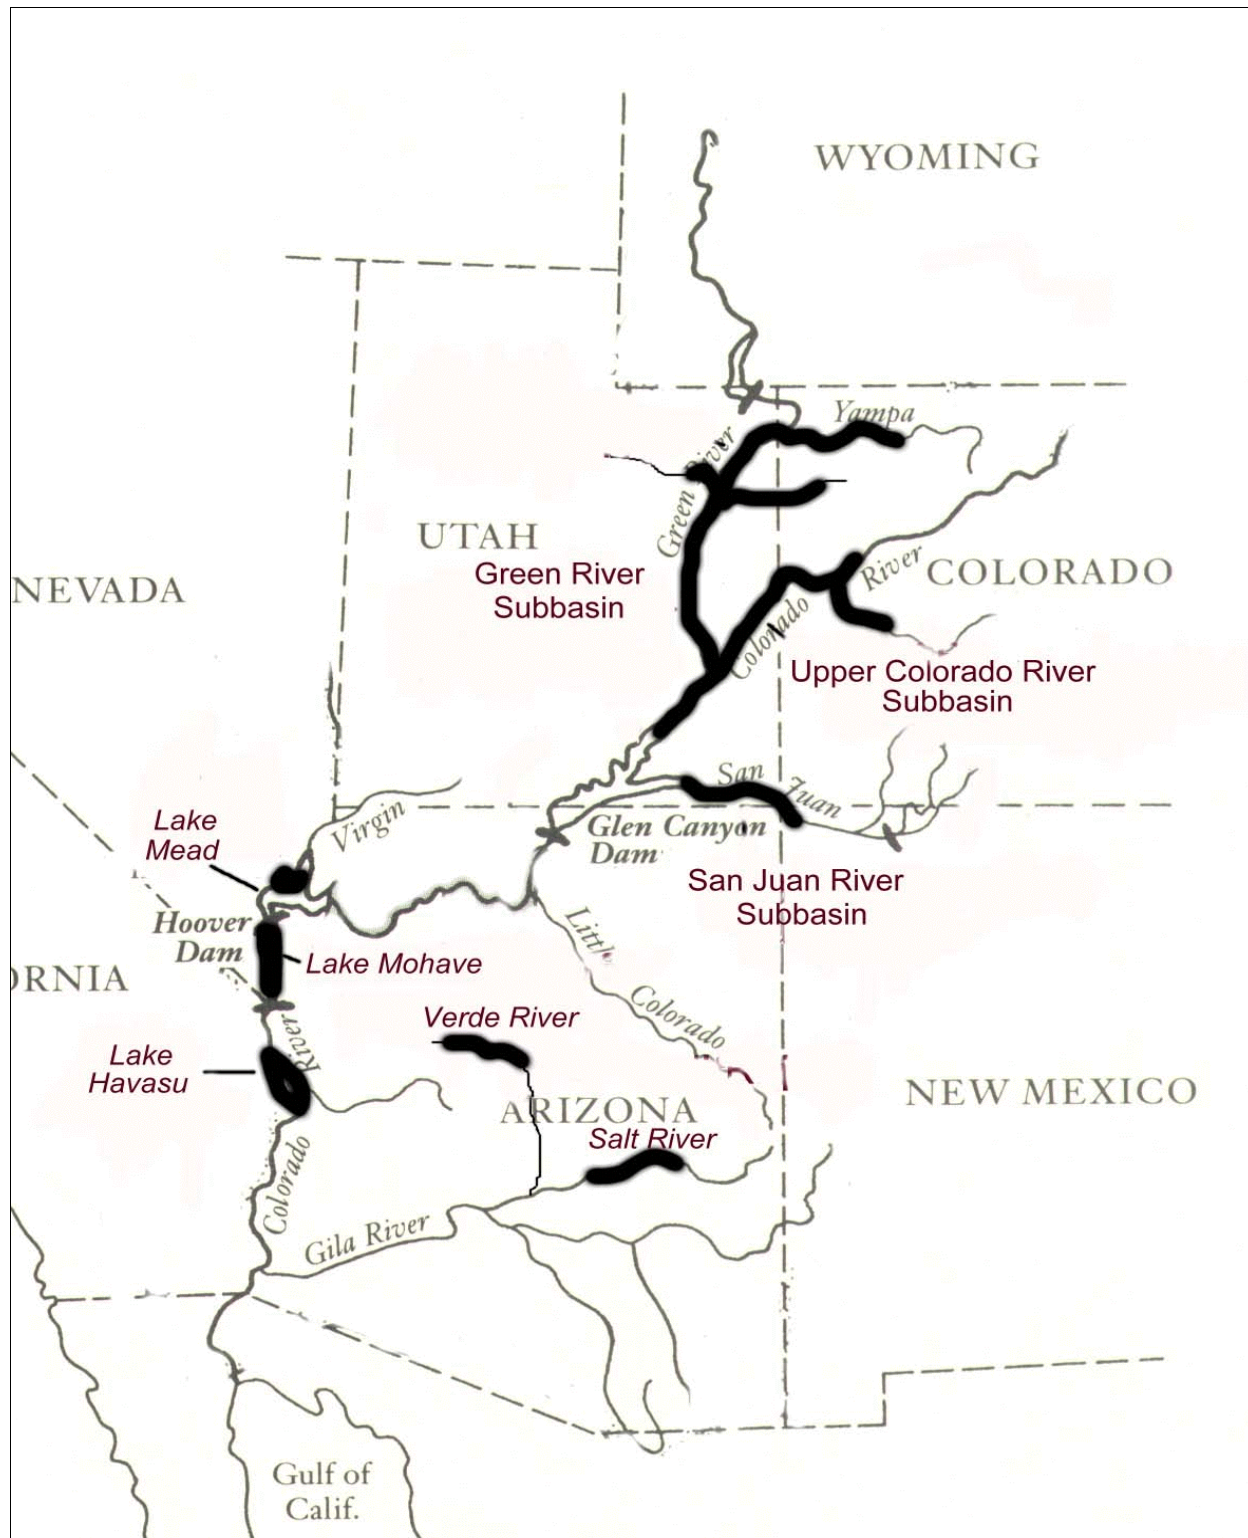 WYOMING
Yampa
Green River
UTAH
Green River
Subbasin
NEVADA
River
COLORADO
Colorado
Upper Colorado River
Subbasin
San Juan
Virgin
Lake
Mead
Glen Canyon
Dam
San Juan River
Subbasin
Hoover
Dam
Little
Colorado
Lake Mohave
ORNIA
Verde River
River
Lake
Havasu
NEW MEXICO
ARIZONA
Salt River
Colorado
Gila River
Gulf of
Calif.